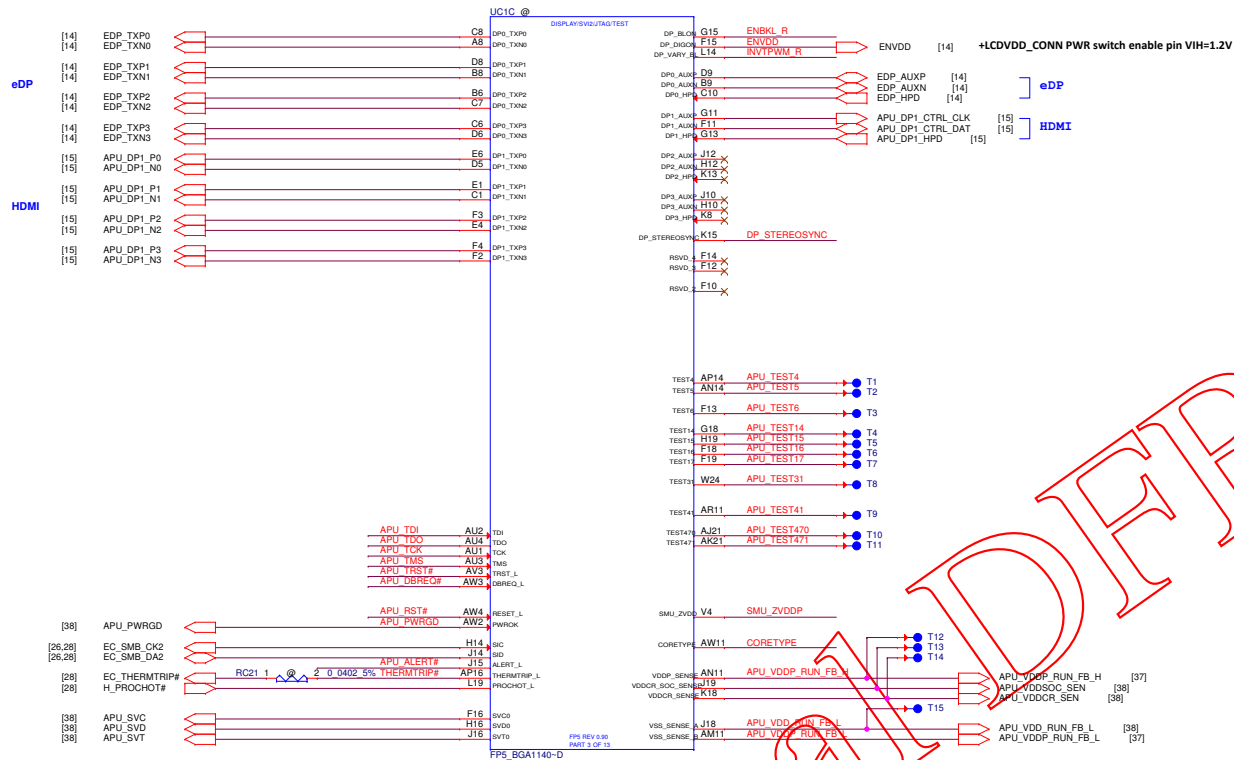 UC1C @
DISPLAY/SVI2/JTAG/TEST
[14] EDP_TXP0 C8 DP0_TXP0
[14] EDP_TXN0 A8 DP0_TXN0
[14] EDP_TXP1 D8 DP0_TXP1
[14] EDP_TXN1 B8 DP0_TXN1
eDP
[14] EDP_TXP2 B6 DP0_TXP2
[14] EDP_TXN2 C7 DP0_TXN2
[14] EDP_TXP3 C6 DP0_TXP3
[14] EDP_TXN3 D6 DP0_TXN3
[15] APU_DP1_P0 E6 DP1_TXP0
[15] APU_DP1_N0 D5 DP1_TXN0
[15] APU_DP1_P1 E1 DP1_TXP1
[15] APU_DP1_N1 C1 DP1_TXN1
HDMI
[15] APU_DP1_P2 F3 DP1_TXP2
[15] APU_DP1_N2 E4 DP1_TXN2
[15] APU_DP1_P3 F4 DP1_TXP3
[15] APU_DP1_N3 F2 DP1_TXN3
APU_TDI AU2 TDI
APU_TDO AU4 TDO
APU_TCK AU1 TCK
APU_TMS AU3 TMS
APU_TRST# AV3 TRST_L
APU_DBREQ# AW3 DBREQ_L
APU_RST# AW4 RESET_L
[38] APU_PWRGD APU_PWRGD AW2 PWROK
[26,28] EC_SMB_CK2 H14 SIC
[26,28] EC_SMB_DA2 J14 SID
APU_ALERT# J15 ALERT_L
[28] EC_THERMTRIP# RC21 1 @ 2 0_0402_5% THERMTRIP# AP16 THERMTRIP_L
[28] H_PROCHOT# L19 PROCHOT_L
[38] APU_SVC F16 SVC0
[38] APU_SVD H16 SVD0
[38] APU_SVT J16 SVT0
DP_BLON G15 ENBKL_R
DP_DIGON F15 ENVDD ENVDD [14] +LCDVDD_CONN PWR switch enable pin VIH=1.2V
DP_VARY_BL L14 INVTPWM_R
DP0_AUXP D9 EDP_AUXP [14]
DP0_AUXN B9 EDP_AUXN [14]
eDP
DP0_HPD C10 EDP_HPD [14]
DP1_AUXP G11 APU_DP1_CTRL_CLK [15]
DP1_AUXN F11 APU_DP1_CTRL_DAT [15]
HDMI
DP1_HPD G13 APU_DP1_HPD [15]
DP2_AUXP J12
DP2_AUXN H12
DP2_HPD K13
DP3_AUXP J10
DP3_AUXN H10
DP3_HPD K8
DP_STEREOSYNC K15 DP_STEREOSYNC
RSVD_4 F14
RSVD_3 F12
RSVD_2 F10
TEST4 AP14 APU_TEST4 T1
TEST5 AN14 APU_TEST5 T2
TEST6 F13 APU_TEST6 T3
TEST14 G18 APU_TEST14 T4
TEST15 H19 APU_TEST15 T5
TEST16 F18 APU_TEST16 T6
TEST17 F19 APU_TEST17 T7
TEST31 W24 APU_TEST31 T8
TEST41 AR11 APU_TEST41 T9
TEST470 AJ21 APU_TEST470 T10
TEST471 AK21 APU_TEST471 T11
SMU_ZVDD V4 SMU_ZVDDP
T12
CORETYPE AW11 CORETYPE T13
T14
VDDP_SENSE AN11 APU_VDDP_RUN_FB_H APU_VDDP_RUN_FB_H [37]
VDDCR_SOC_SENSE J19 APU_VDDSOC_SEN [38]
VDDCR_SENSE K18 APU_VDDCR_SEN [38]
T15
VSS_SENSE_A J18 APU_VDD_RUN_FB_L APU_VDD_RUN_FB_L [38]
VSS_SENSE_B AM11 APU_VDDP_RUN_FB_L APU_VDDP_RUN_FB_L [37]
FP5 REV 0.90
PART 3 OF 13
FP5_BGA1140~D